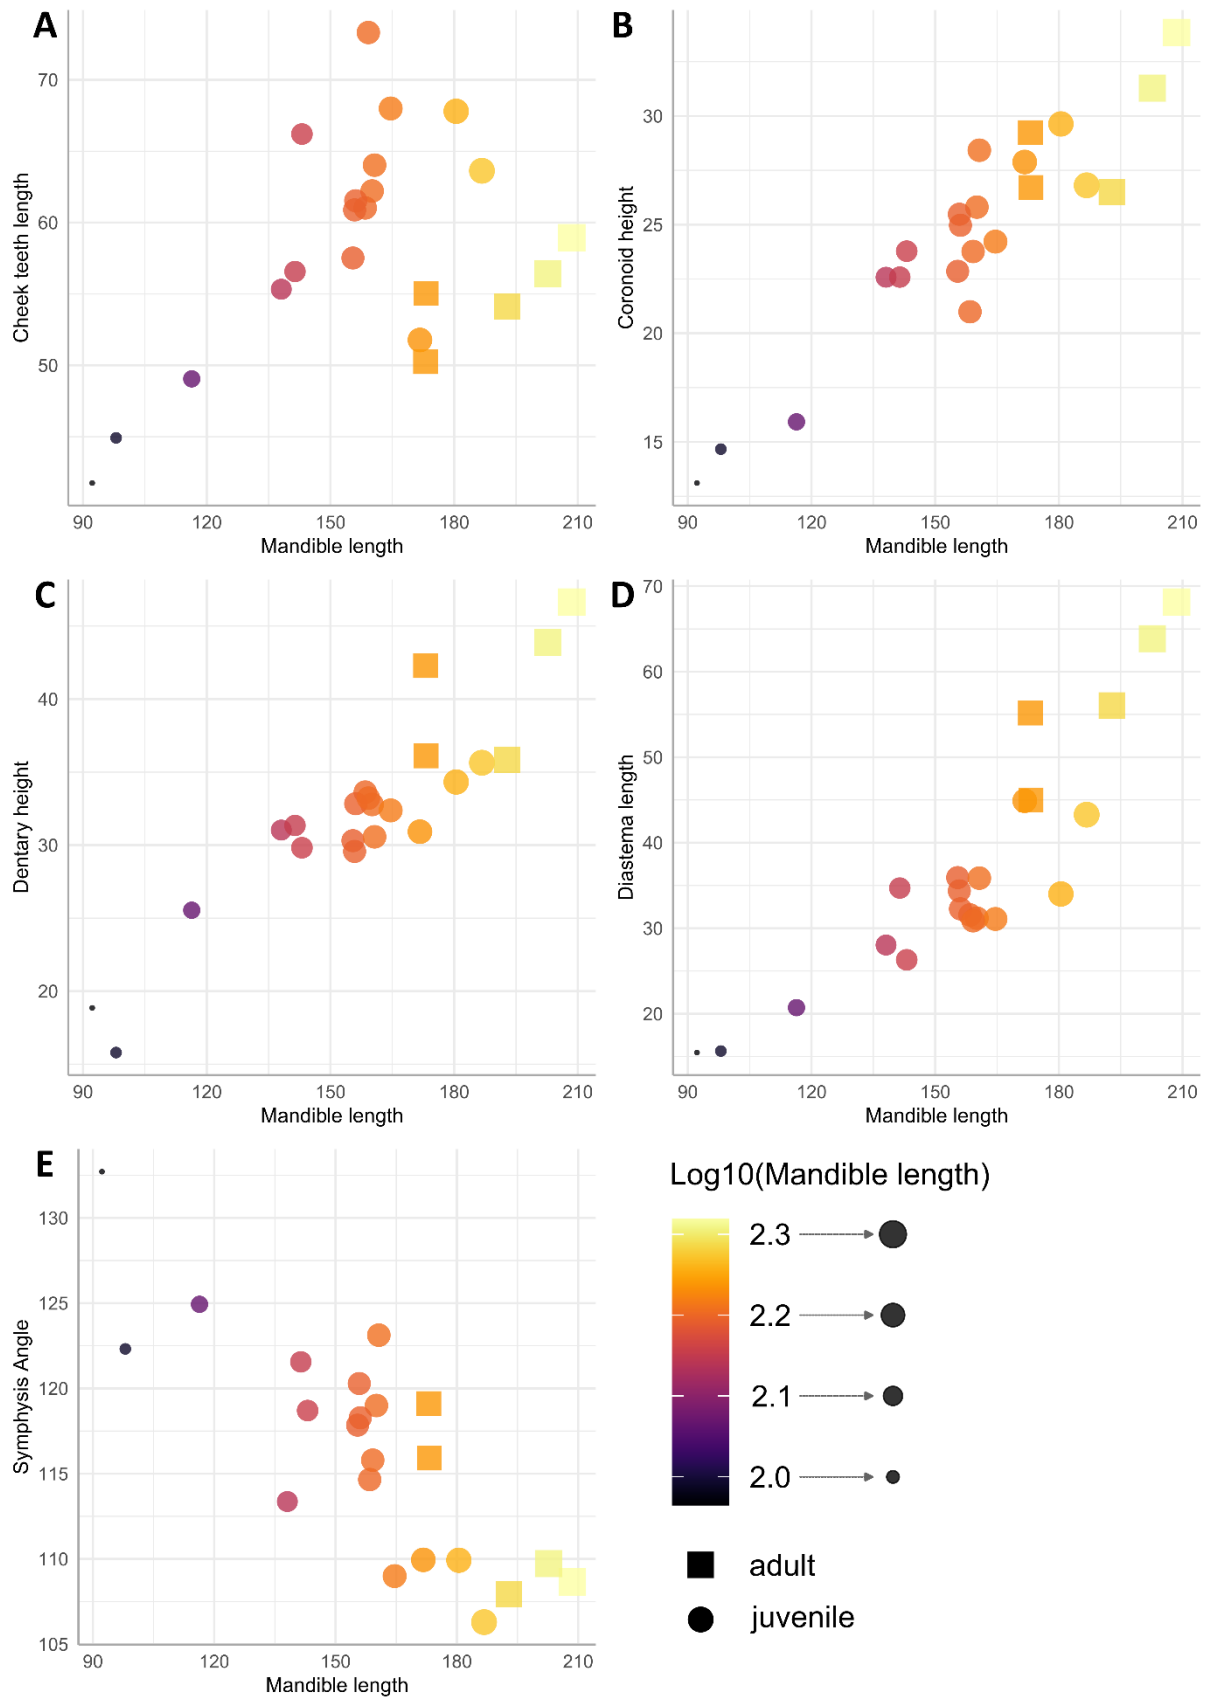 A
Cheek teeth length
70
60
50
90 120 150 180 210
Mandible length
B
Coronoid height
30
25
20
15
90 120 150 180 210
Mandible length
C
Dentary height
40
30
20
90 120 150 180 210
Mandible length
D
Diastema length
70
60
50
40
30
20
90 120 150 180 210
Mandible length
E
Symphysis Angle
130
125
120
115
110
105
90 120 150 180 210
Mandible length
Log10(Mandible length)
2.3
2.2
2.1
2.0
adult
juvenile